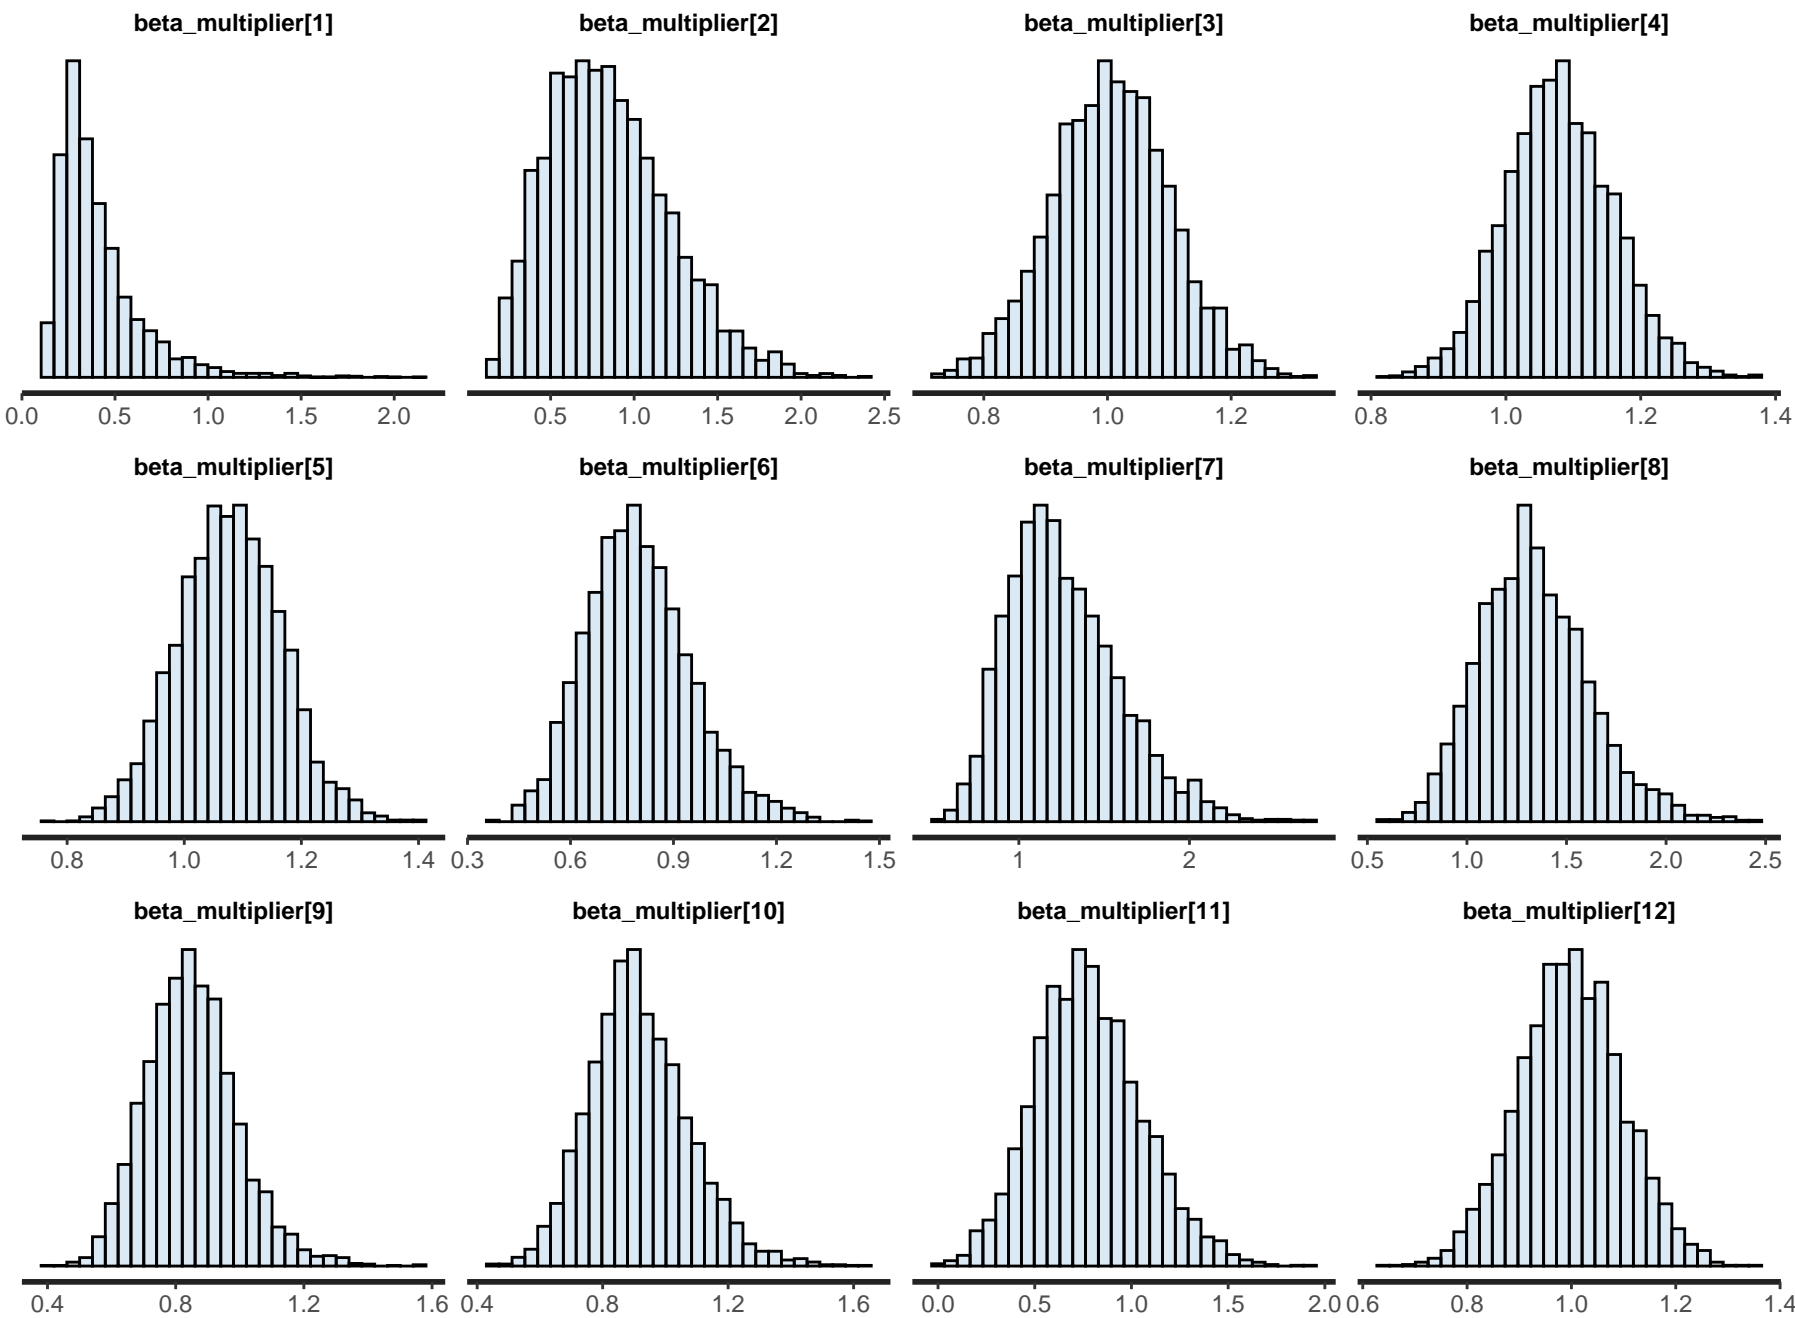 beta_multiplier[1] beta_multiplier[2] beta_multiplier[3] beta_multiplier[4]
0.0 0.5 1.0 1.5 2.0 0.5 1.0 1.5 2.0 2.5 0.8 1.0 1.2 0.8 1.0 1.2 1.4
beta_multiplier[5] beta_multiplier[6] beta_multiplier[7] beta_multiplier[8]
0.8 1.0 1.2 1.4 0.3 0.6 0.9 1.2 1.5 1 2 0.5 1.0 1.5 2.0 2.5
beta_multiplier[9] beta_multiplier[10] beta_multiplier[11] beta_multiplier[12]
0.4 0.8 1.2 1.6 0.4 0.8 1.2 1.6 0.0 0.5 1.0 1.5 2.0 0.6 0.8 1.0 1.2 1.4